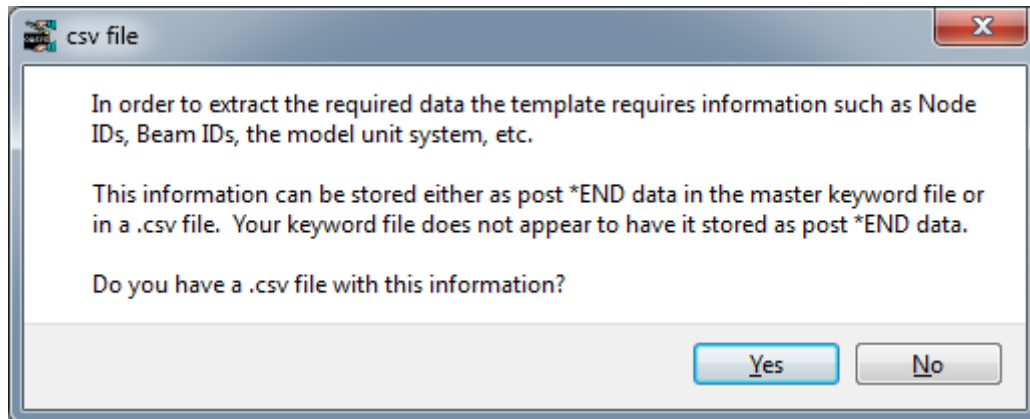 csv file
In order to extract the required data the template requires information such as Node
IDs, Beam IDs, the model unit system, etc.
This information can be stored either as post *END data in the master keyword file or
in a .csv file.  Your keyword file does not appear to have it stored as post *END data.
Do you have a .csv file with this information?
Yes
No